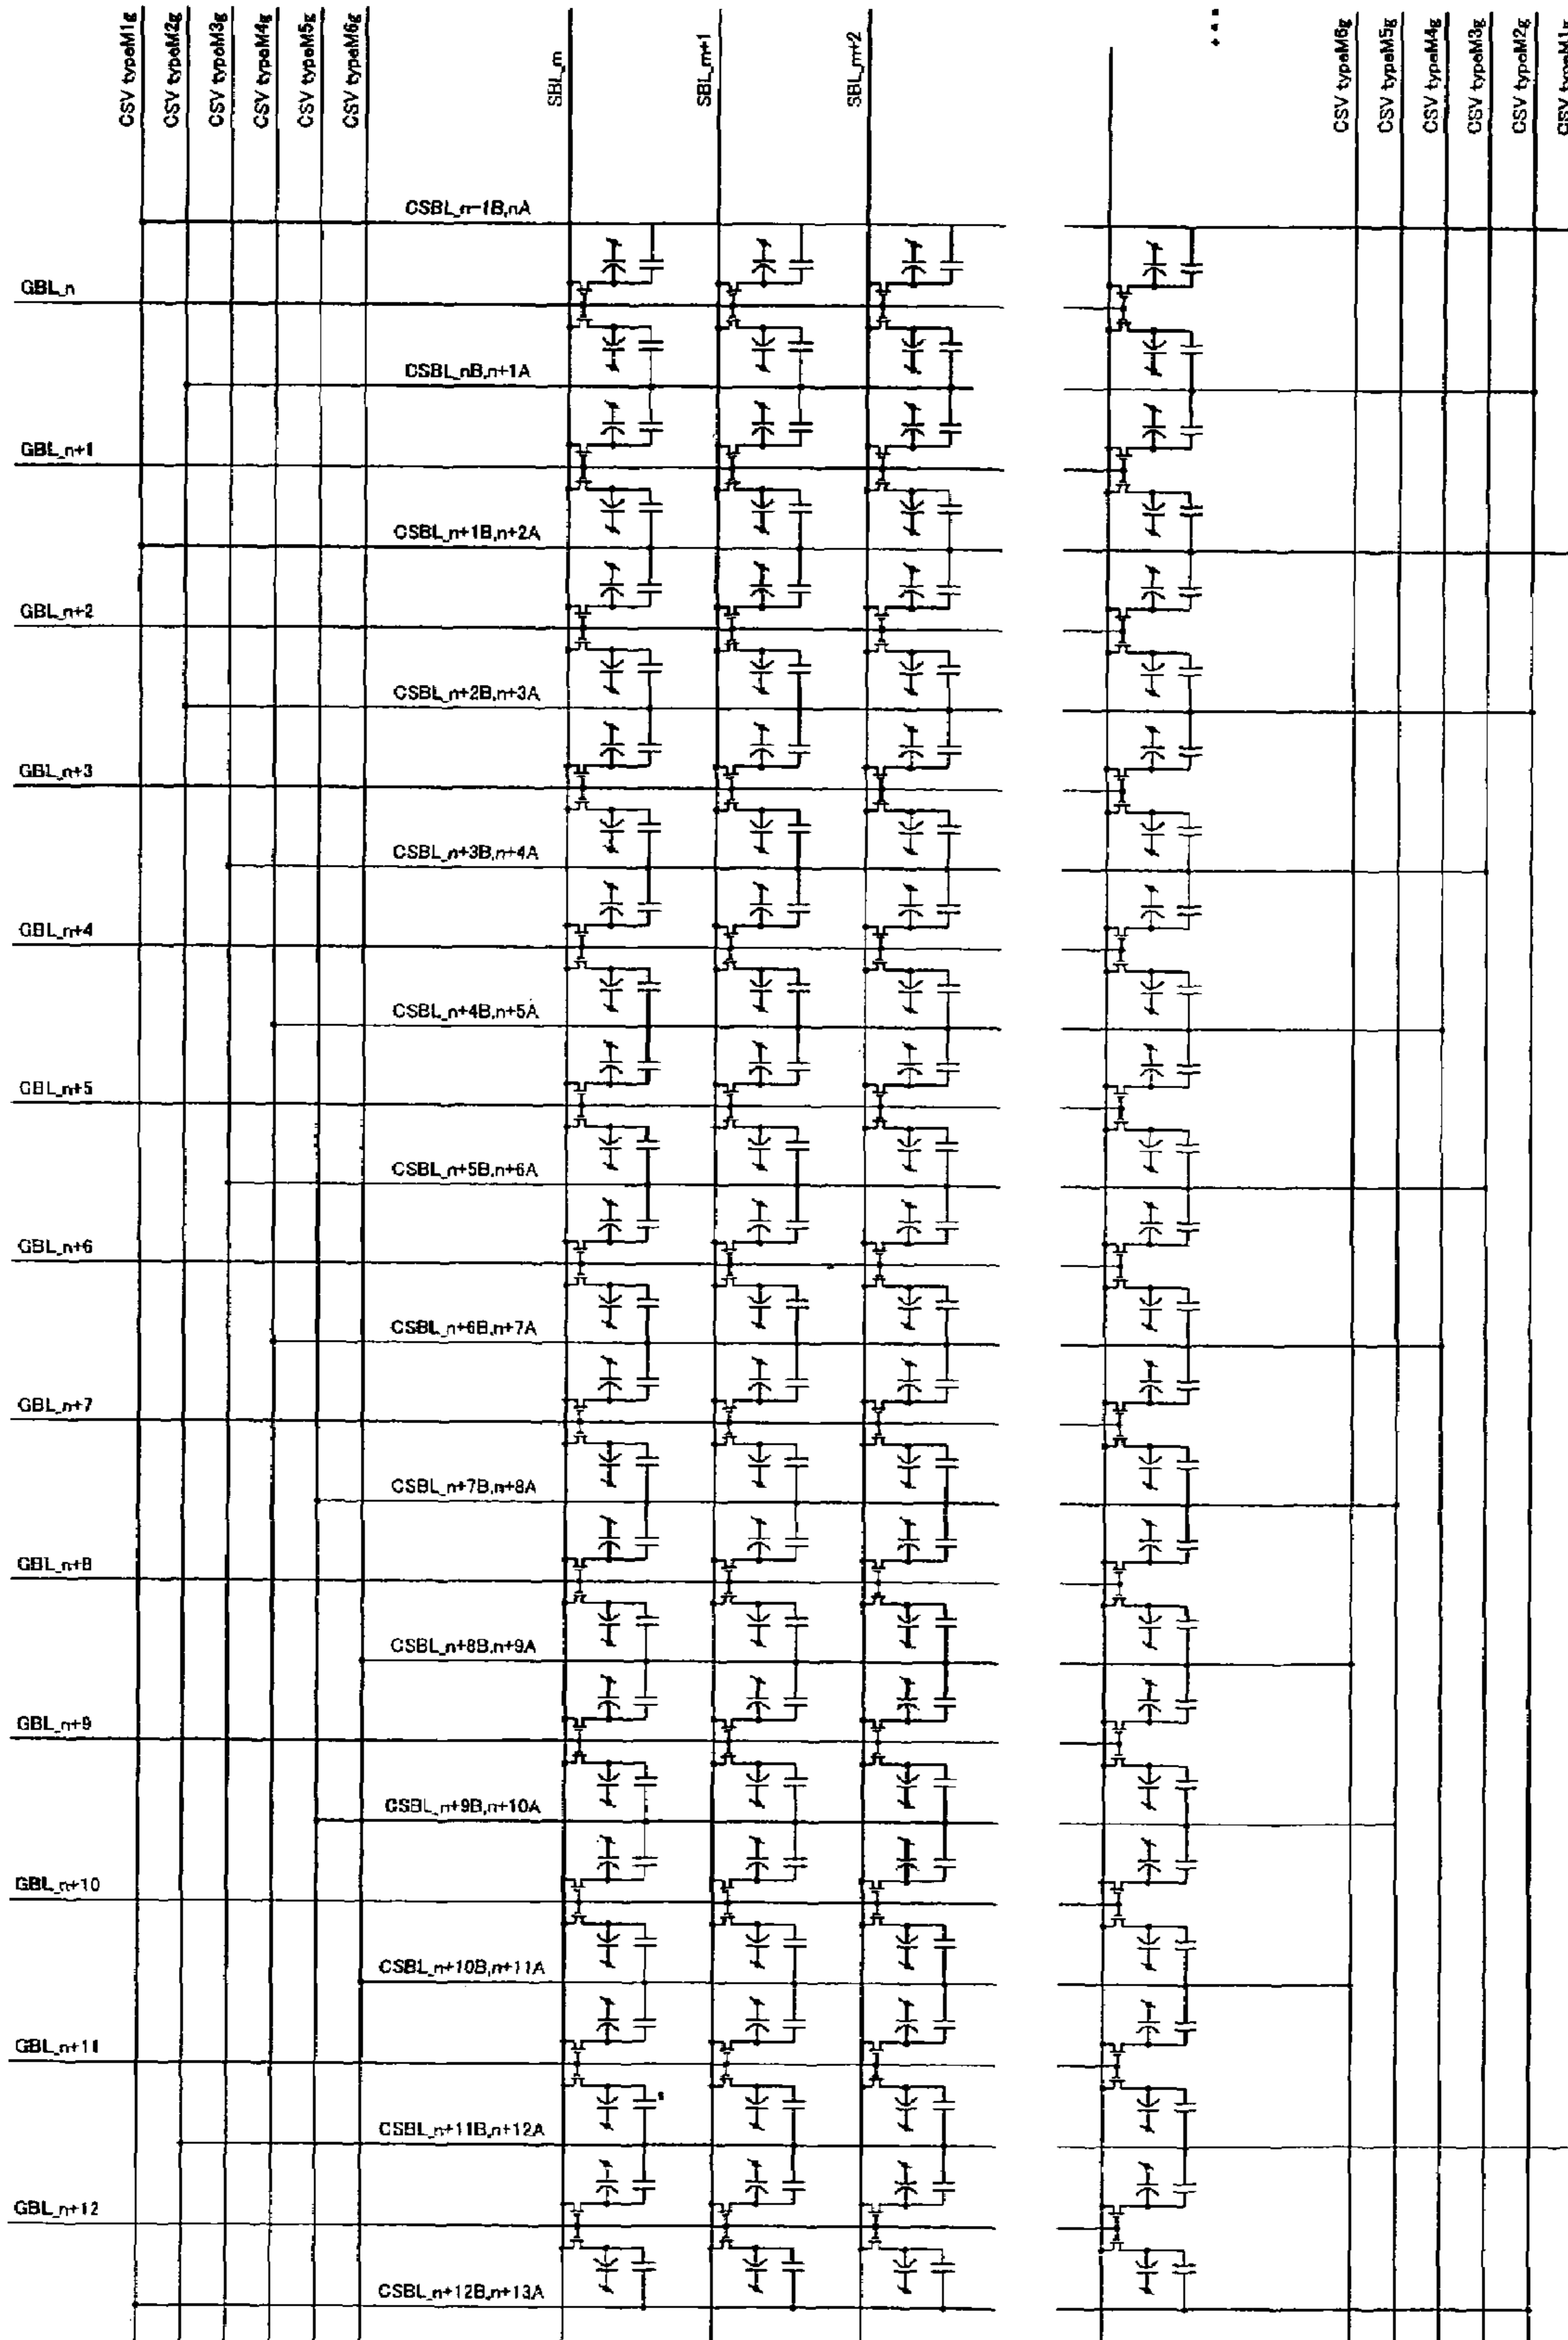 CSV typeM1g
CSV typeM2g
CSV typeM3g
CSV typeM4g
CSV typeM5g
CSV typeM6g
SBL_m
SBL_m+1
SBL_m+2
CSV typeM6g
CSV typeM5g
CSV typeM4g
CSV typeM3g
CSV typeM2g
CSV typeM1g
CSBL_n-1B,nA
GBL_n
CSBL_nB,n+1A
GBL_n+1
CSBL_n+1B,n+2A
GBL_n+2
CSBL_n+2B,n+3A
GBL_n+3
CSBL_n+3B,n+4A
GBL_n+4
CSBL_n+4B,n+5A
GBL_n+5
CSBL_n+5B,n+6A
GBL_n+6
CSBL_n+6B,n+7A
GBL_n+7
CSBL_n+7B,n+8A
GBL_n+8
CSBL_n+8B,n+9A
GBL_n+9
CSBL_n+9B,n+10A
GBL_n+10
CSBL_n+10B,n+11A
GBL_n+11
CSBL_n+11B,n+12A
GBL_n+12
CSBL_n+12B,n+13A